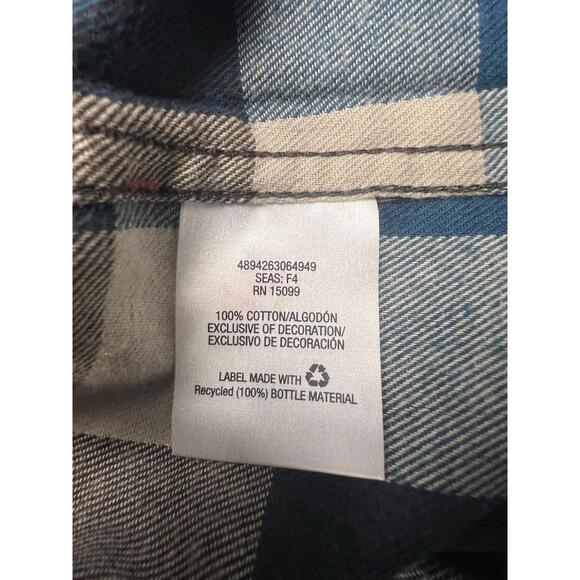 4894263064949
SEAS: F4
RN 15099
100% COTTON/ALGODÓN
EXCLUSIVE OF DECORATION/
EXCLUSIVO DE DECORACIÓN
LABEL MADE WITH
Recycled (100%) BOTTLE MATERIAL